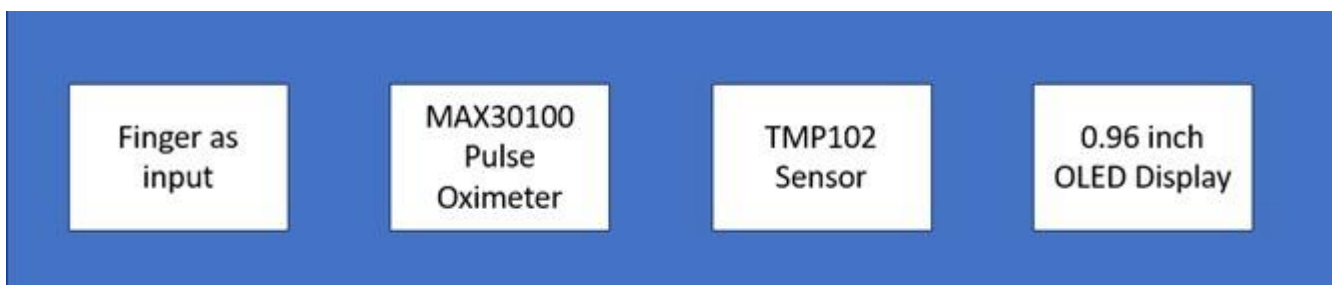 Finger as
input
MAX30100
Pulse
Oximeter
TMP102
Sensor
0.96 inch
OLED Display